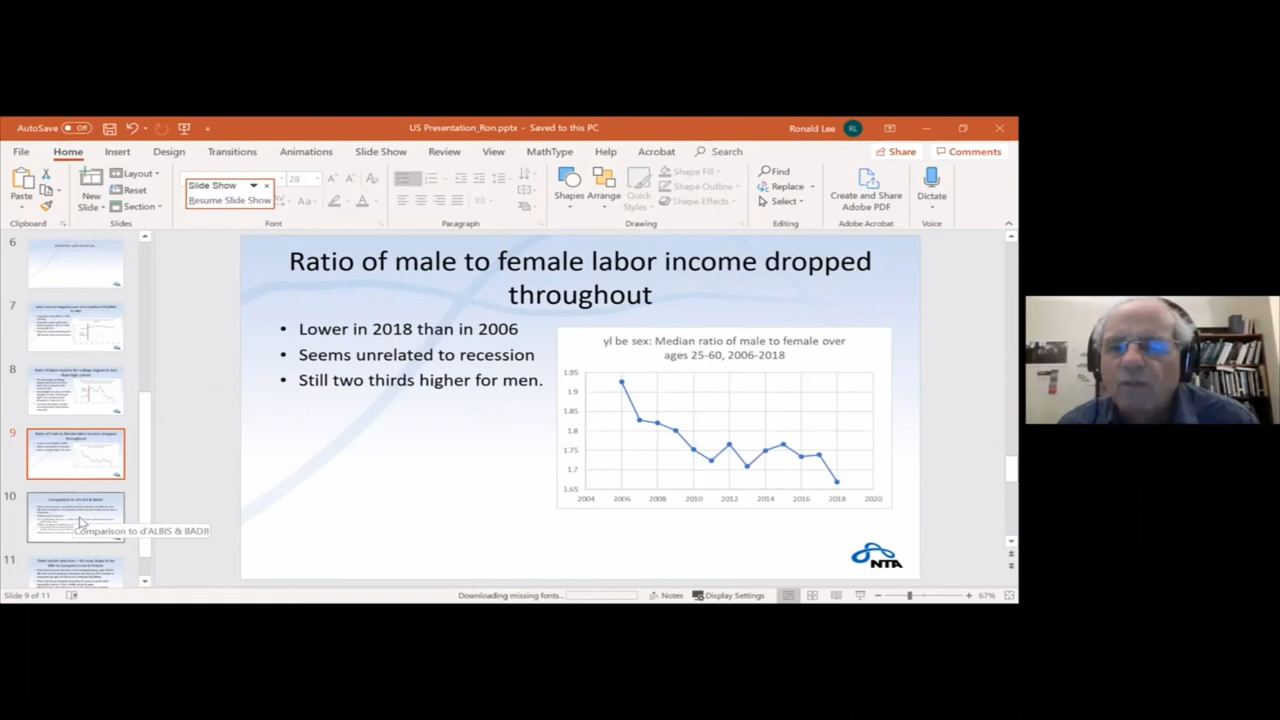 AutoSave Off
US Presentation_Ron.pptx - Saved to this PC
Ronald Lee RL
File Home Insert Design Transitions Animations Slide Show Review View MathType Help Acrobat Search
Share Comments
Paste
New
Slide
Layout
Reset
Section
Slide Show
Resume Slide Show
28
Shapes
Arrange
Quick
Styles
Shape Fill
Shape Outline
Shape Effects
Find
Replace
Select
Create and Share
Adobe PDF
Dictate
Clipboard Slides Font Paragraph Drawing Editing Adobe Acrobat Voice
6
7
8
9
10
Comparison to d'ALBIS & BADJI
11
Ratio of male to female labor income dropped
throughout
• Lower in 2018 than in 2006
• Seems unrelated to recession
• Still two thirds higher for men.
yl be sex: Median ratio of male to female over
ages 25-60, 2006-2018
1.95
1.9
1.85
1.8
1.75
1.7
1.65
2004 2006 2008 2010 2012 2014 2016 2018 2020
NTA
Slide 9 of 11
Downloading missing fonts...
Notes Display Settings
67%